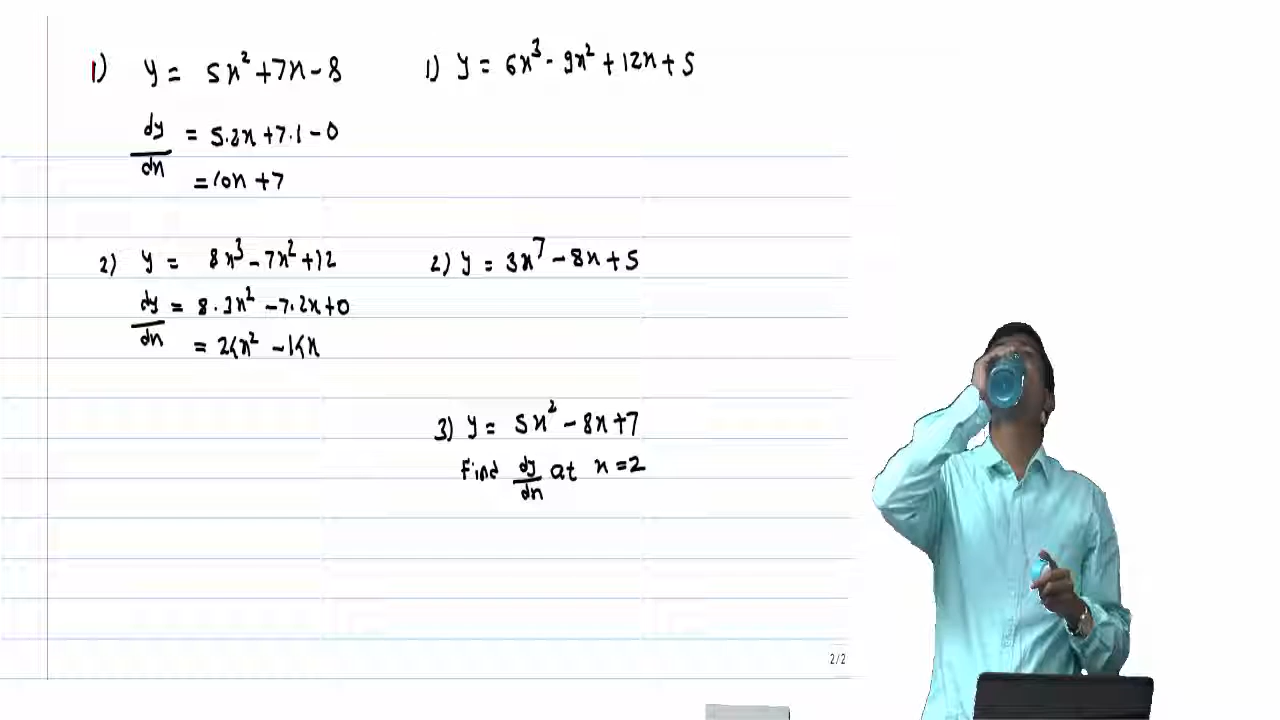 1) y = 5x² + 7x - 8
dy/dx = 5.2x + 7.1 - 0
= 10x + 7
2) y = 8x³ - 7x² + 12
dy/dx = 8.3x² - 7.2x + 0
= 24x² - 14x
1) y = 6x³ - 9x² + 12x + 5
2) y = 3x⁷ - 8x + 5
3) y = 5x² - 8x + 7
Find dy/dx at x = 2
2/2